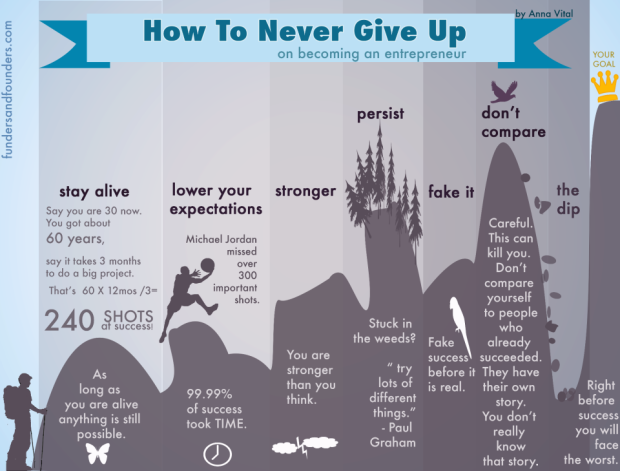 by Anna Vital
How To Never Give Up
on becoming an entrepreneur
fundersandfounders.com
YOUR
GOAL
stay alive
Say you are 30 now.
You got about
60 years,
say it takes 3 months
to do a big project.
That's 60 X 12mos /3=
240 SHOTS
at success!
As
long as
you are alive
anything is still
possible.
lower your
expectations
Michael Jordan
missed
over
300
important
shots.
99.99%
of success
took TIME.
stronger
You are
stronger
than you
think.
persist
Stuck in
the weeds?
" try
lots of
different
things."
- Paul
Graham
fake it
Fake
success
before it
is real.
don't
compare
Careful.
This can
kill you.
Don't
compare
yourself
to people
who
already
succeeded.
They have
their own
story.
You don't
really
know
that story.
the
dip
Right
before
success
you will
face
the worst.